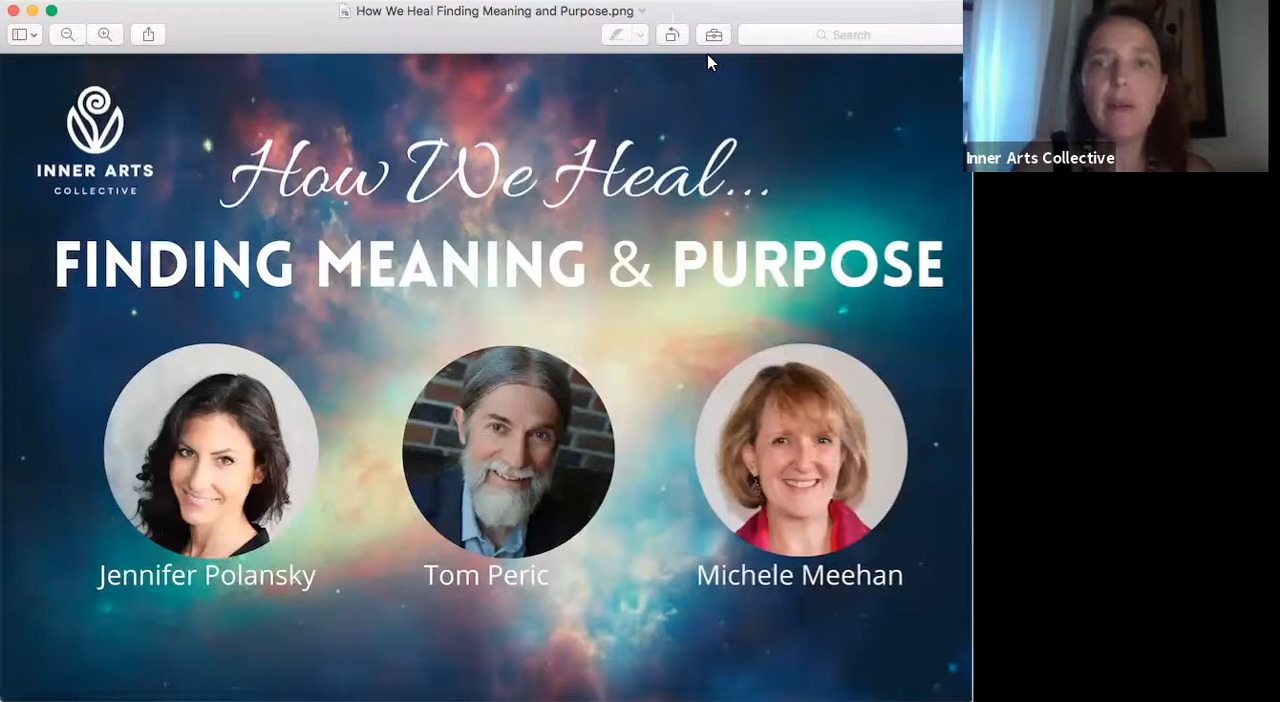 How We Heal Finding Meaning and Purpose.png
Search
Inner Arts Collective
INNER ARTS
COLLECTIVE
How We Heal...
FINDING MEANING & PURPOSE
Jennifer Polansky
Tom Peric
Michele Meehan